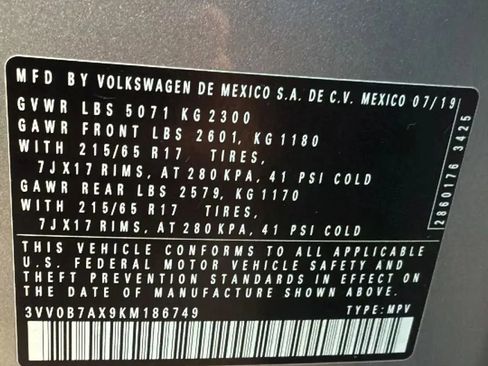 MFD BY VOLKSWAGEN DE MEXICO S.A. DE C.V. MEXICO 07/19
GVWR LBS 5071 KG 2300
GAWR FRONT LBS 2601, KG 1180
WITH 215/65 R17 TIRES,
7JX17 RIMS, AT 280 KPA, 41 PSI COLD
GAWR REAR LBS 2579, KG 1170
WITH 215/65 R17 TIRES,
7JX17 RIMS, AT 280 KPA, 41 PSI COLD
THIS VEHICLE CONFORMS TO ALL APPLICABLE
U.S. FEDERAL MOTOR VEHICLE SAFETY AND
THEFT PREVENTION STANDARDS IN EFFECT ON
THE DATE OF MANUFACTURE SHOWN ABOVE.
3VV0B7AX9KM186749 TYPE: MPV
2860176 3425